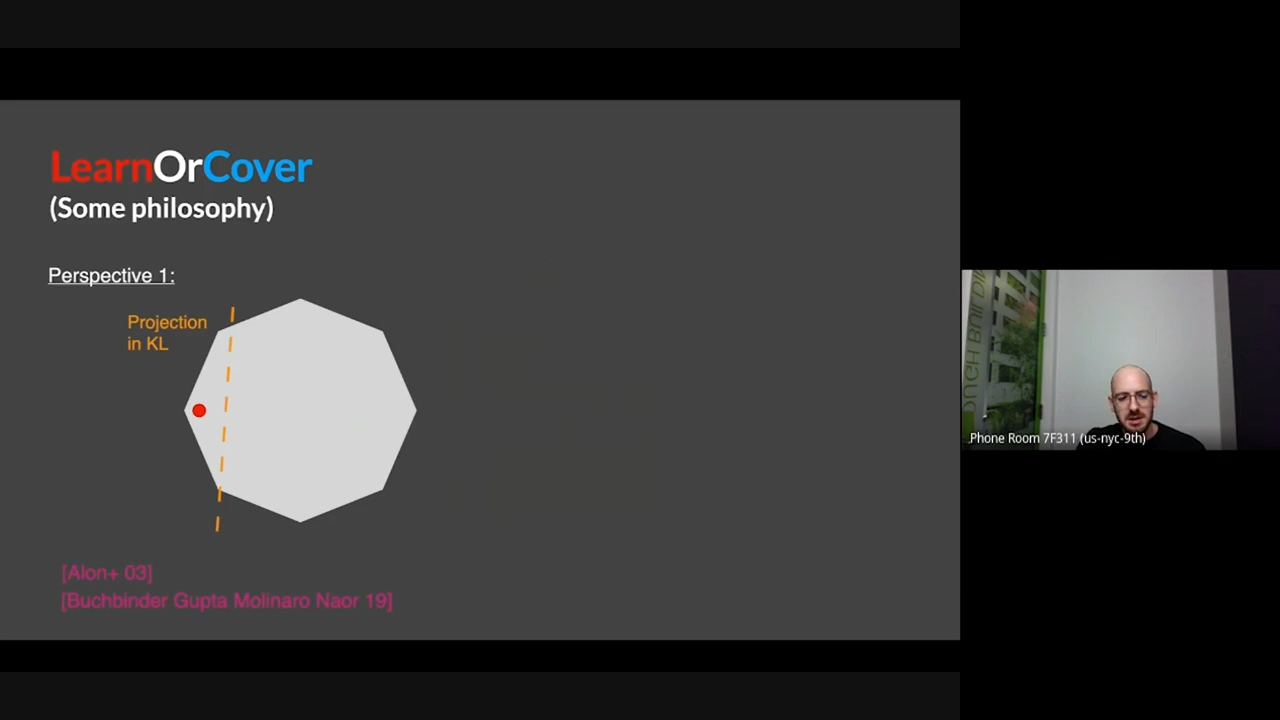 LearnOrCover
(Some philosophy)
Perspective 1:
Projection
in KL
[Alon+ 03]
[Buchbinder Gupta Molinaro Naor 19]
Phone Room 7F311 (us-nyc-9th)